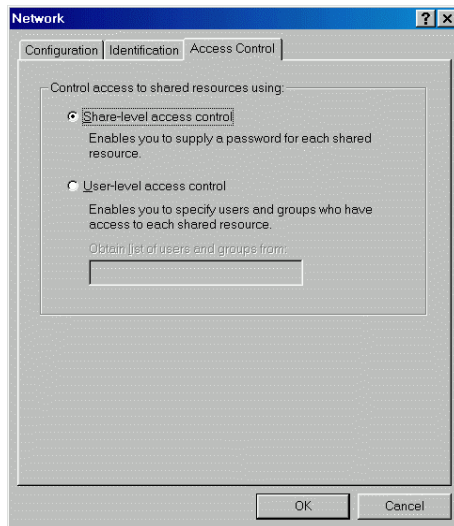 Network
Configuration Identification Access Control
Control access to shared resources using:
Share-level access control
Enables you to supply a password for each shared
resource.
User-level access control
Enables you to specify users and groups who have
access to each shared resource.
Obtain list of users and groups from:
OK Cancel